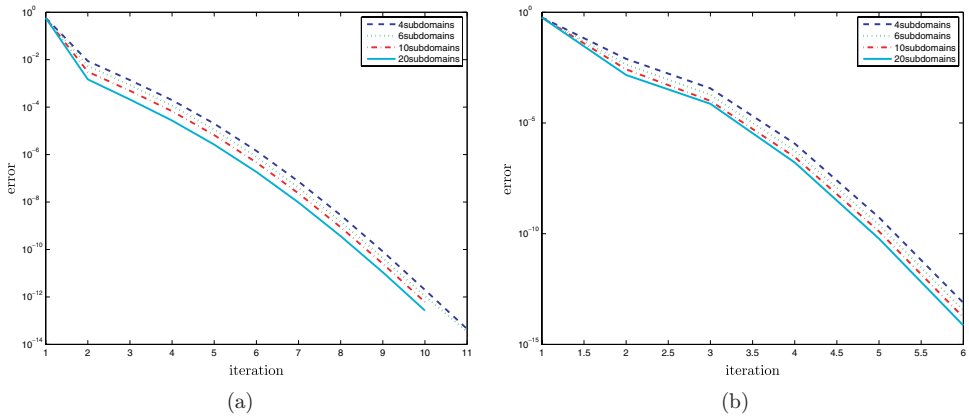 10^0
10^-2
10^-4
10^-6
10^-8
10^-10
10^-12
10^-14
error
1 2 3 4 5 6 7 8 9 10 11
iteration
4subdomains
6subdomains
10subdomains
20subdomains
(a)
10^0
10^-5
10^-10
10^-15
error
1 1.5 2 2.5 3 3.5 4 4.5 5 5.5 6
iteration
4subdomains
6subdomains
10subdomains
20subdomains
(b)